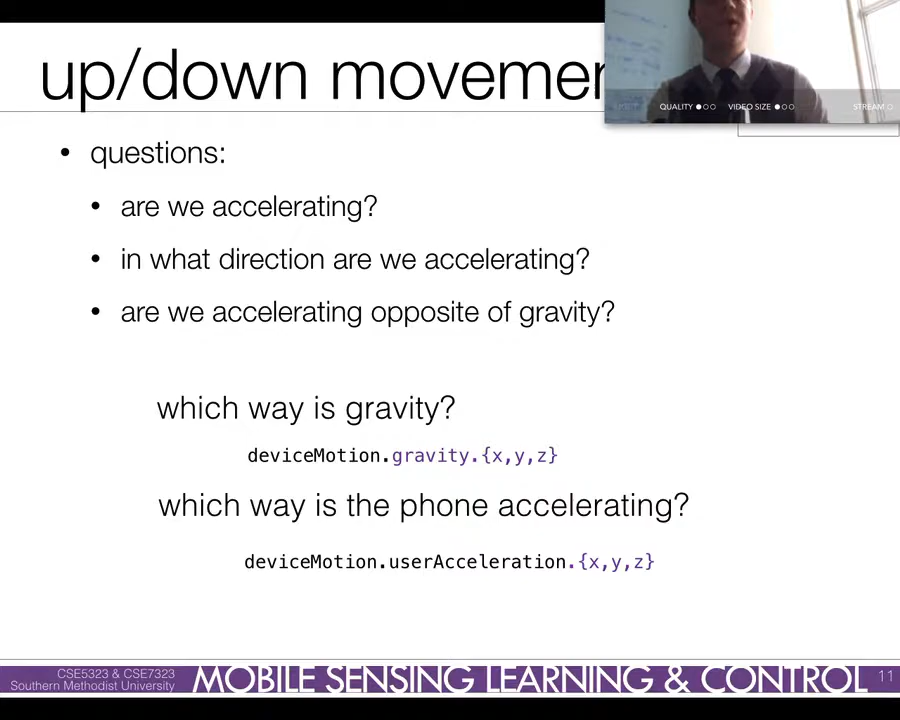 up/down movemen
QUALITY VIDEO SIZE STREAM
• questions:
• are we accelerating?
• in what direction are we accelerating?
• are we accelerating opposite of gravity?
which way is gravity?
deviceMotion.gravity.{x,y,z}
which way is the phone accelerating?
deviceMotion.userAcceleration.{x,y,z}
CSE5323 & CSE7323
Southern Methodist University
MOBILE SENSING LEARNING & CONTROL
11